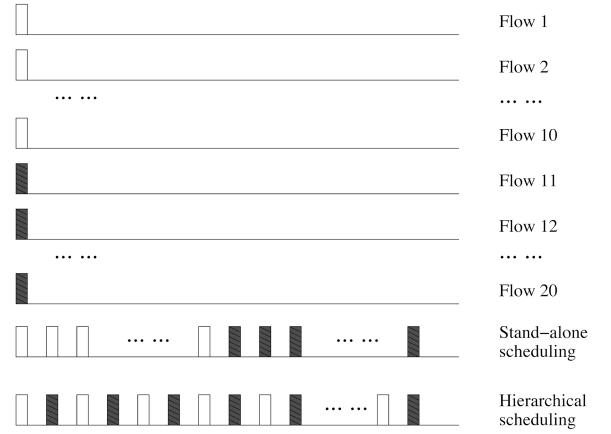 Flow 1
Flow 2
... ... ... ...
Flow 10
Flow 11
Flow 12
... ... ... ...
Flow 20
... ... ... ... Stand−alone
scheduling
... ... Hierarchical
scheduling